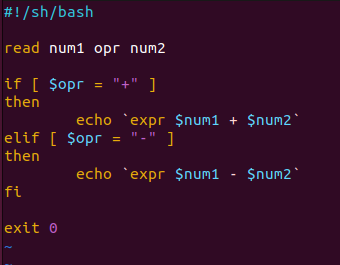 #!/sh/bash
read num1 opr num2
if [ $opr = "+" ]
then
        echo `expr $num1 + $num2`
elif [ $opr = "-" ]
then
        echo `expr $num1 - $num2`
fi
exit 0
~
~